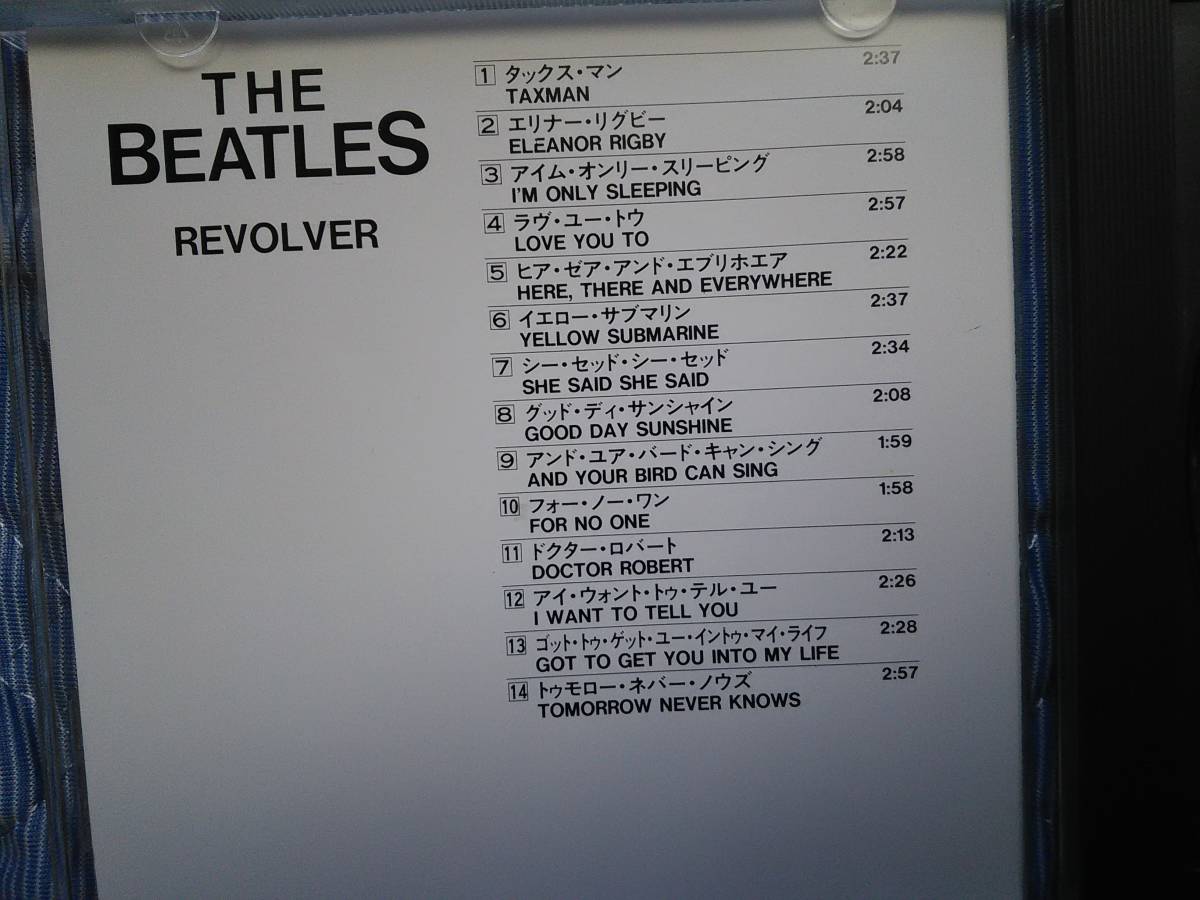 THE
BEATLES
REVOLVER
1 タックス・マン 2:37
TAXMAN
2 エリナー・リグビー 2:04
ELEANOR RIGBY
3 アイム・オンリー・スリーピング 2:58
I'M ONLY SLEEPING
4 ラヴ・ユー・トウ 2:57
LOVE YOU TO
5 ヒア・ゼア・アンド・エブリホエア 2:22
HERE, THERE AND EVERYWHERE
6 イエロー・サブマリン 2:37
YELLOW SUBMARINE
7 シー・セッド・シー・セッド 2:34
SHE SAID SHE SAID
8 グッド・ディ・サンシャイン 2:08
GOOD DAY SUNSHINE
9 アンド・ユア・バード・キャン・シング 1:59
AND YOUR BIRD CAN SING
10 フォー・ノー・ワン 1:58
FOR NO ONE
11 ドクター・ロバート 2:13
DOCTOR ROBERT
12 アイ・ウォント・トゥ・テル・ユー 2:26
I WANT TO TELL YOU
13 ゴット・トゥ・ゲット・ユー・イントゥ・マイ・ライフ 2:28
GOT TO GET YOU INTO MY LIFE
14 トゥモロー・ネバー・ノウズ 2:57
TOMORROW NEVER KNOWS